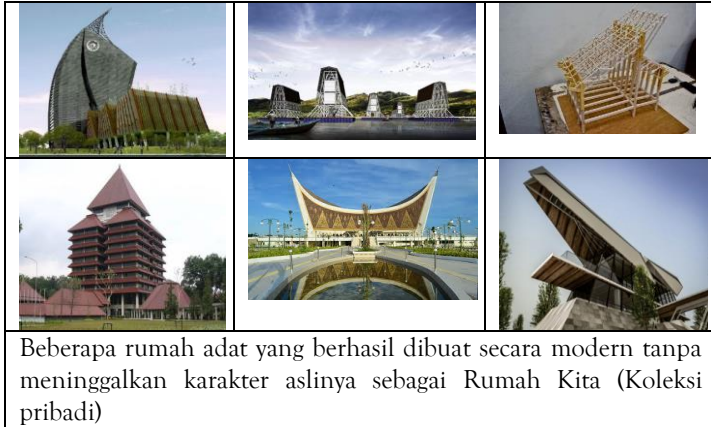 Beberapa rumah adat yang berhasil dibuat secara modern tanpa
meninggalkan karakter aslinya sebagai Rumah Kita (Koleksi
pribadi)